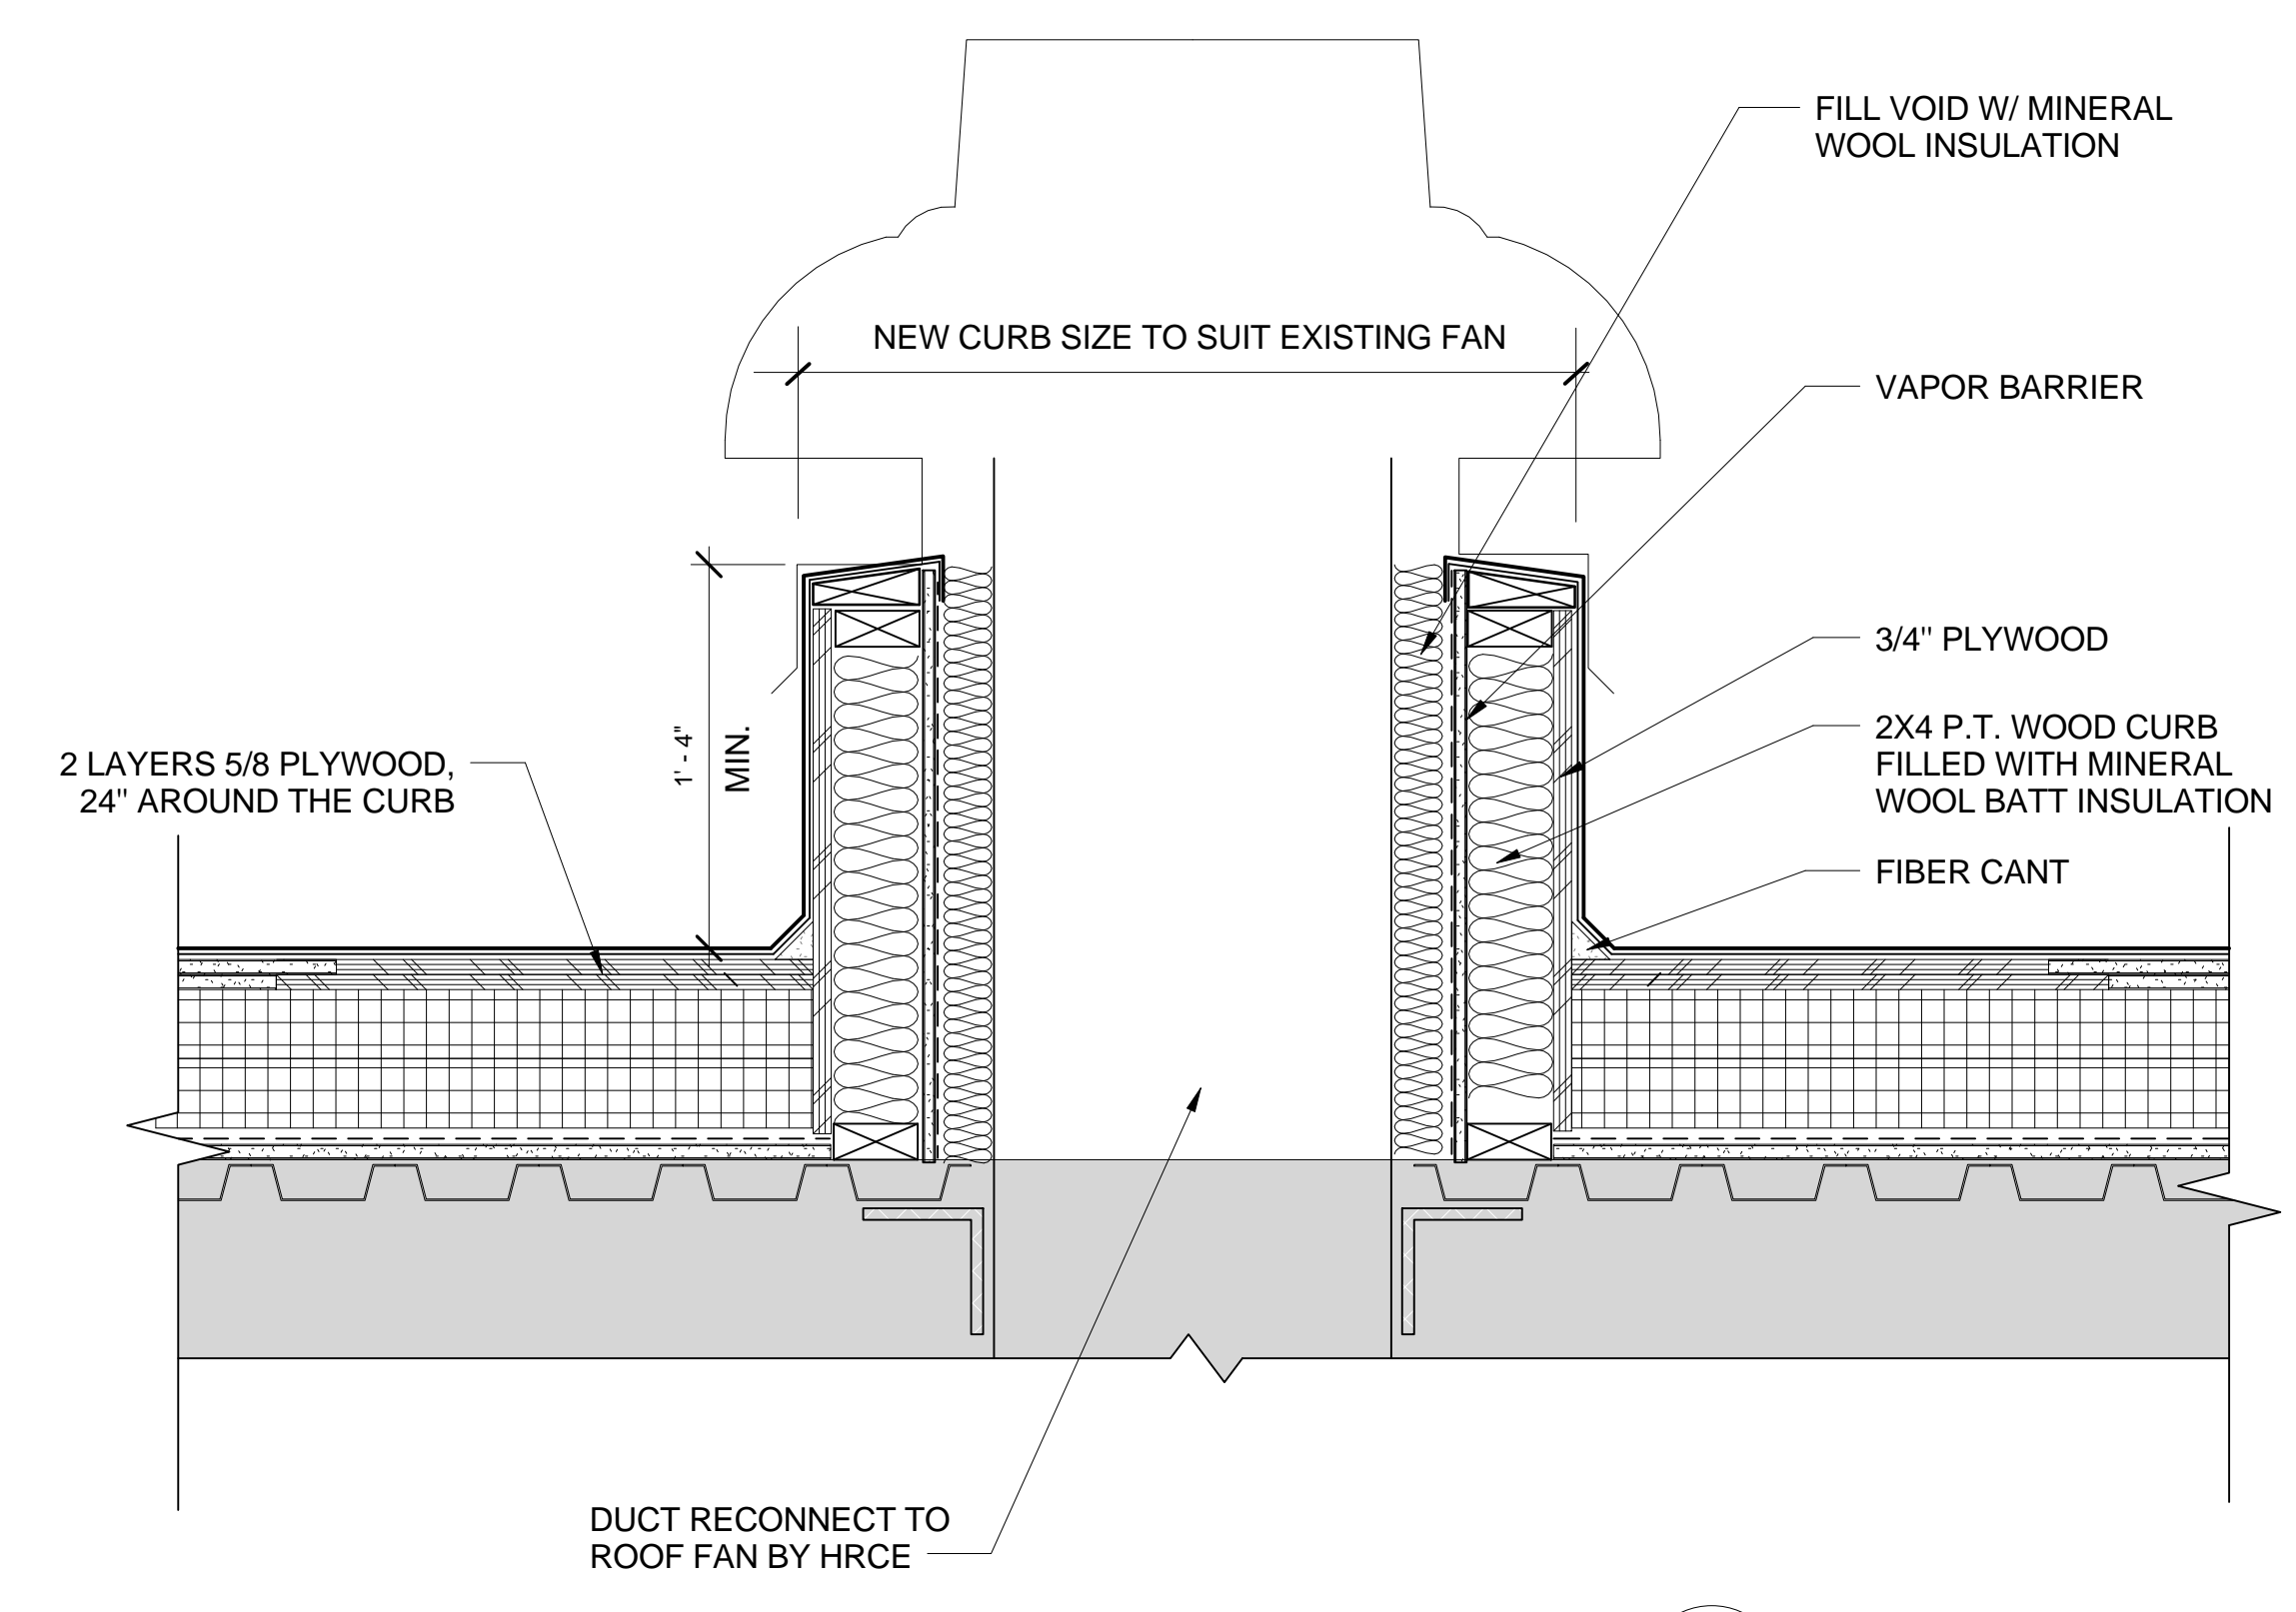 FILL VOID W/ MINERAL
WOOL INSULATION
NEW CURB SIZE TO SUIT EXISTING FAN
VAPOR BARRIER
3/4" PLYWOOD
2X4 P.T. WOOD CURB
FILLED WITH MINERAL
WOOL BATT INSULATION
FIBER CANT
1' - 4"
MIN.
2 LAYERS 5/8 PLYWOOD,
24" AROUND THE CURB
DUCT RECONNECT TO
ROOF FAN BY HRCE